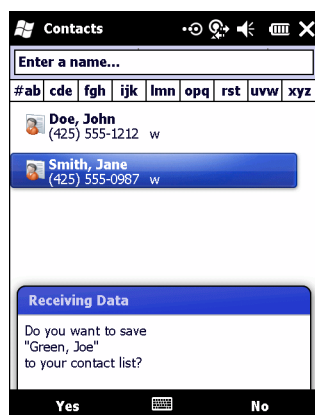 Contacts
Enter a name...
#ab cde fgh ijk lmn opq rst uvw xyz
Doe, John
(425) 555-1212 w
Smith, Jane
(425) 555-0987 w
Receiving Data
Do you want to save
"Green, Joe"
to your contact list?
Yes No